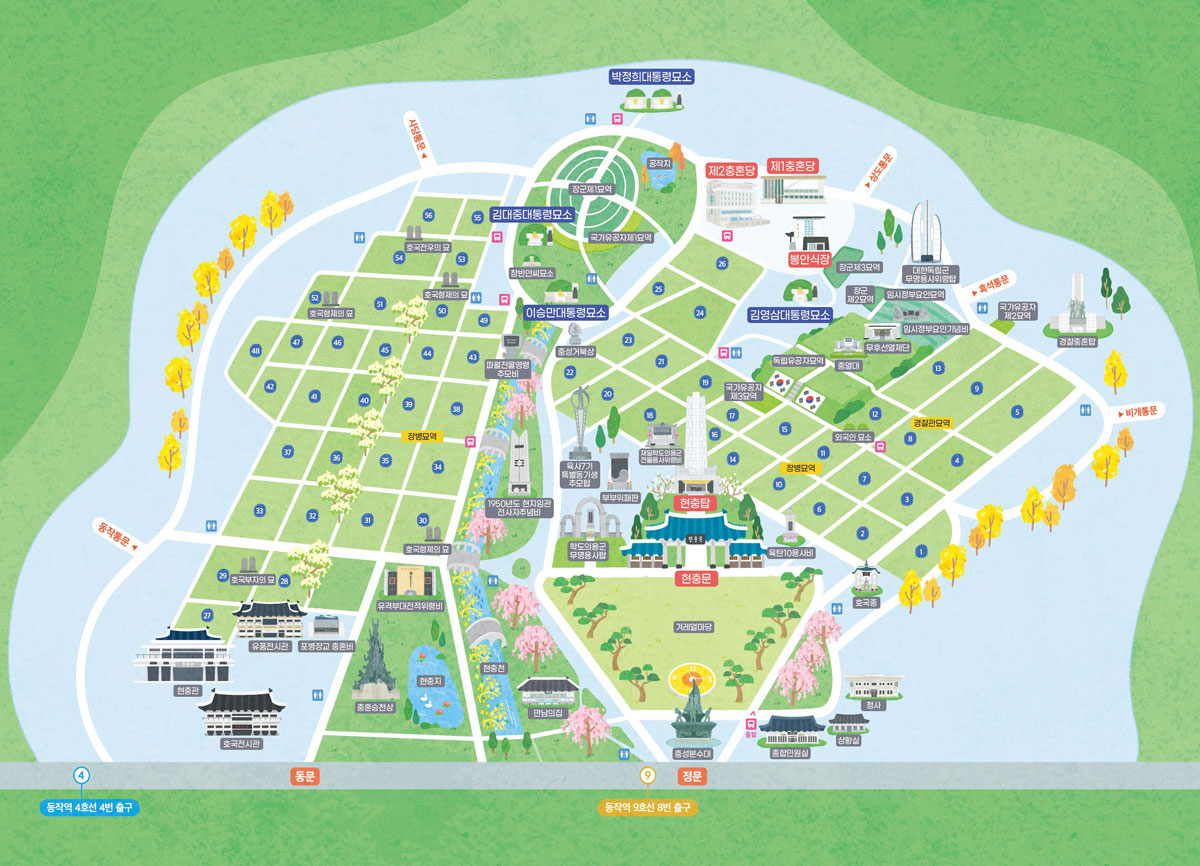 박정희대통령묘소
사당통문
공작지
제2충혼당
제1충혼당
상도통문
장군제1묘역
56
55
김대중대통령묘소
국가유공자제1묘역
호국전우의 묘
54
53
창빈안씨묘소
26
봉안식장
장군제3묘역
대한독립군
무명용사위령탑
호국형제의 묘
52
호국형제의 묘
51
50
49
25
24
이승만대통령묘소
김영삼대통령묘소
장군
제2묘역
임시정부요인묘역
흑석통문
국가유공자
제2묘역
임시정부요인기념비
경찰충혼탑
48
47
46
45
44
43
파월전몰영령
추모비
충성거북상
23
22
21
무후선열제단
충열대
독립유공자묘역
13
42
41
40
39
38
20
19
국가유공자
제3묘역
9
5
비개통문
18
17
16
15
12
경찰관묘역
8
외국인 묘소
장병묘역
37
36
35
34
육사7기
특별동기생
추모탑
재일학도의용군
전몰용사위령비
14
11
4
장병묘역
10
7
3
부부위패판
1950년도 현지임관
전사자추념비
현충탑
33
32
31
30
6
2
1
동작통문
호국형제의 묘
학도의용군
무명용사탑
현충문
현충문
육탄10용사비
29
호국부자의 묘
28
27
유격부대전적위령비
호국종
겨레얼마당
유품전시관
포병장교 충혼비
현충관
현충지
현충천
충혼승천상
만남의집
호국전시관
청사
출발
상황실
충성분수대
종합민원실
4
동문
9
정문
동작역 4호선 4번 출구
동작역 9호선 8번 출구